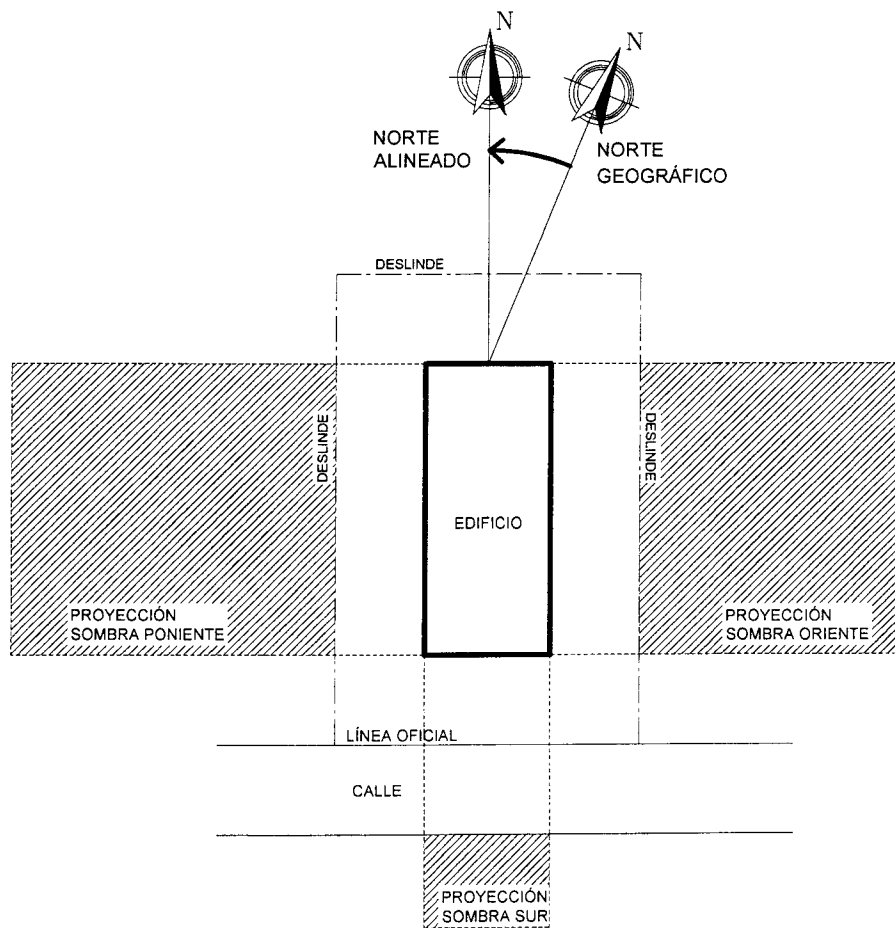 N
N
NORTE
ALINEADO
NORTE
GEOGRÁFICO
DESLINDE
DESLINDE
DESLINDE
EDIFICIO
PROYECCIÓN
SOMBRA PONIENTE
PROYECCIÓN
SOMBRA ORIENTE
LÍNEA OFICIAL
CALLE
PROYECCIÓN
SOMBRA SUR